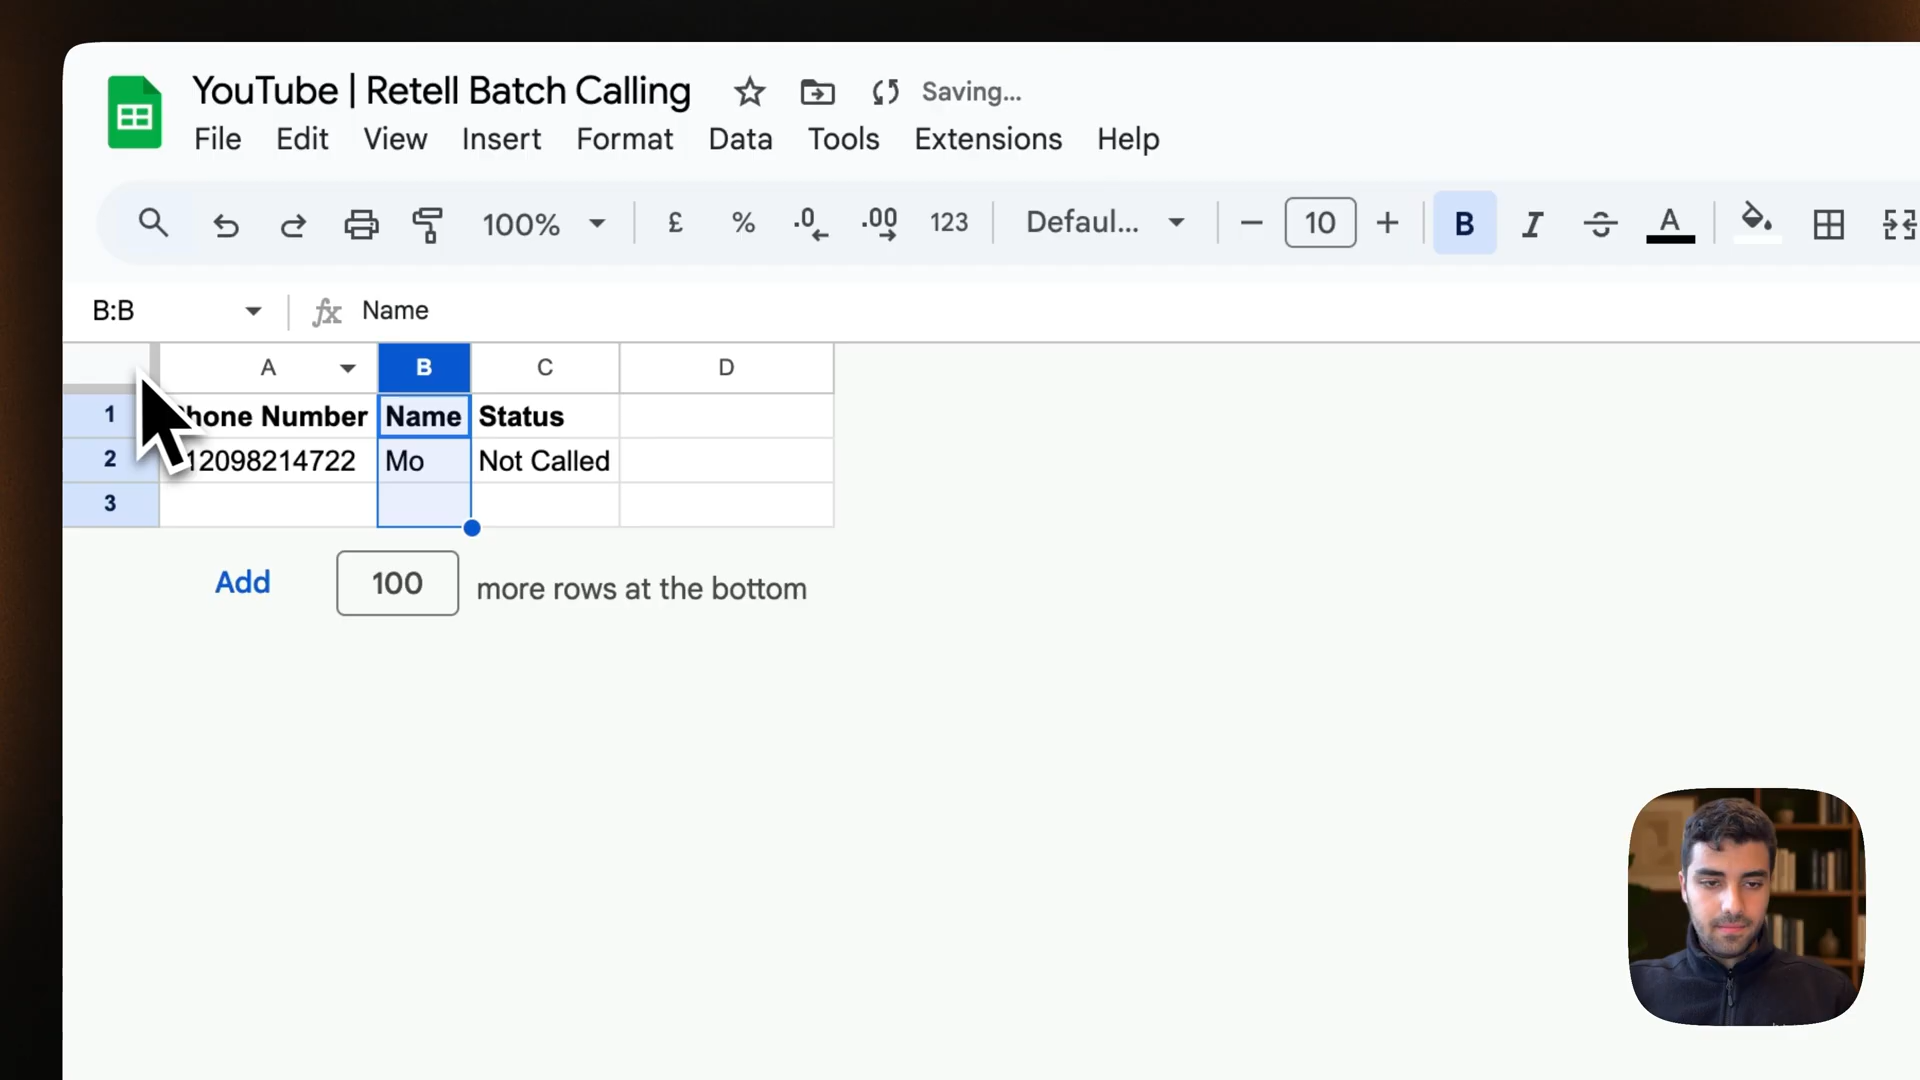 YouTube | Retell Batch Calling Saving...
File Edit View Insert Format Data Tools Extensions Help
100% £ % .0 .00 123 Defaul... 10 B I S A
B:B fx Name
A B C D
1 Phone Number Name Status
2 12098214722 Mo Not Called
3
Add 100 more rows at the bottom